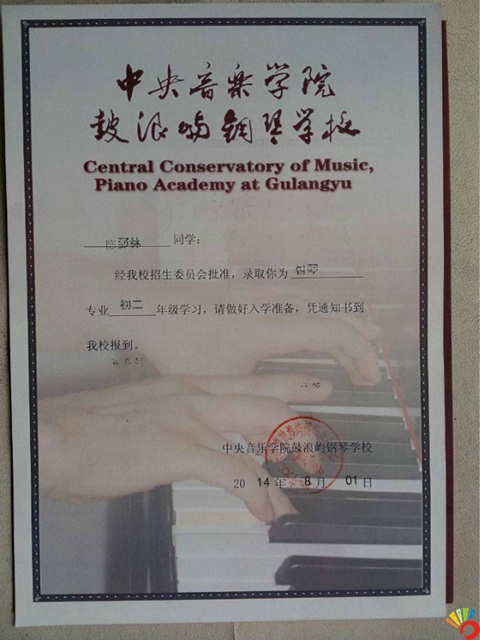 中央音乐学院
鼓浪屿钢琴学校
Central Conservatory of Music,
Piano Academy at Gulangyu
林 同学：
经我校招生委员会批准，录取你为 钢琴
专业 初二 年级学习，请做好入学准备，凭通知书到
我校报到。
中央音乐学院鼓浪屿钢琴学校
20 14 年 8 月 01 日